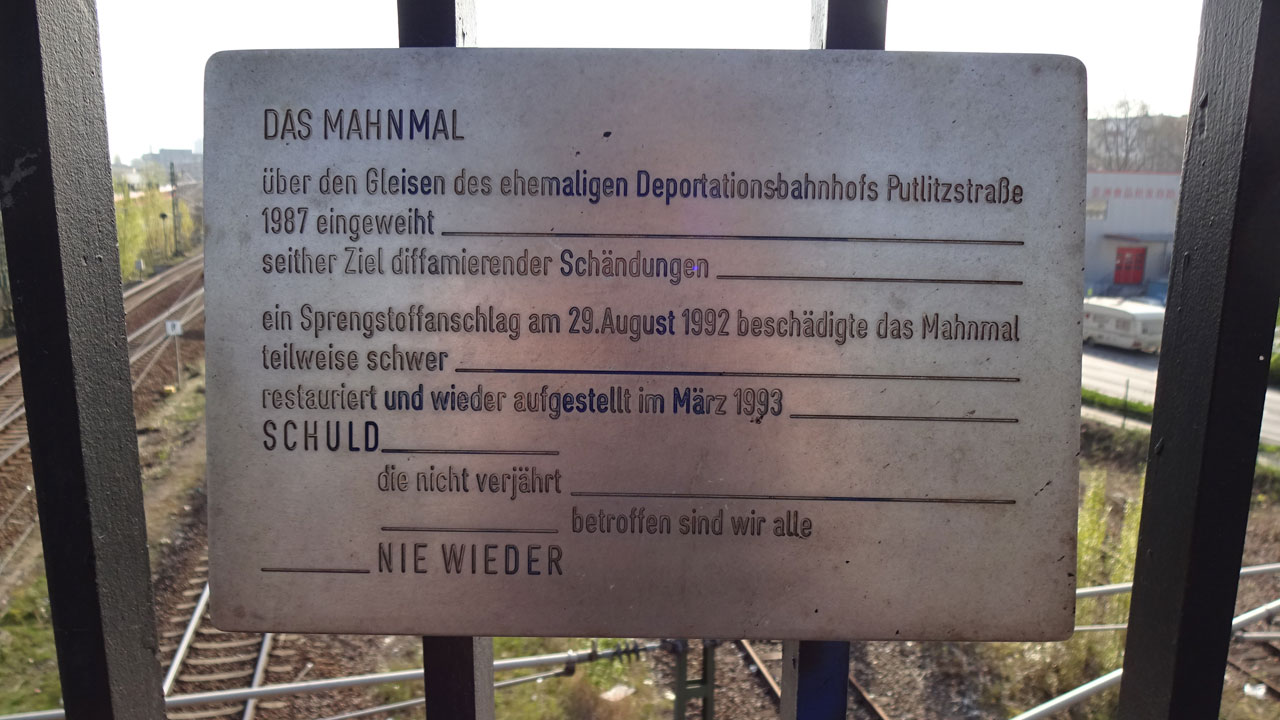 DAS MAHNMAL
über den Gleisen des ehemaligen Deportationsbahnhofs Putlitzstraße
1987 eingeweiht
seither Ziel diffamierender Schändungen
ein Sprengstoffanschlag am 29.August 1992 beschädigte das Mahnmal
teilweise schwer
restauriert und wieder aufgestellt im März 1993
SCHULD
die nicht verjährt
betroffen sind wir alle
NIE WIEDER